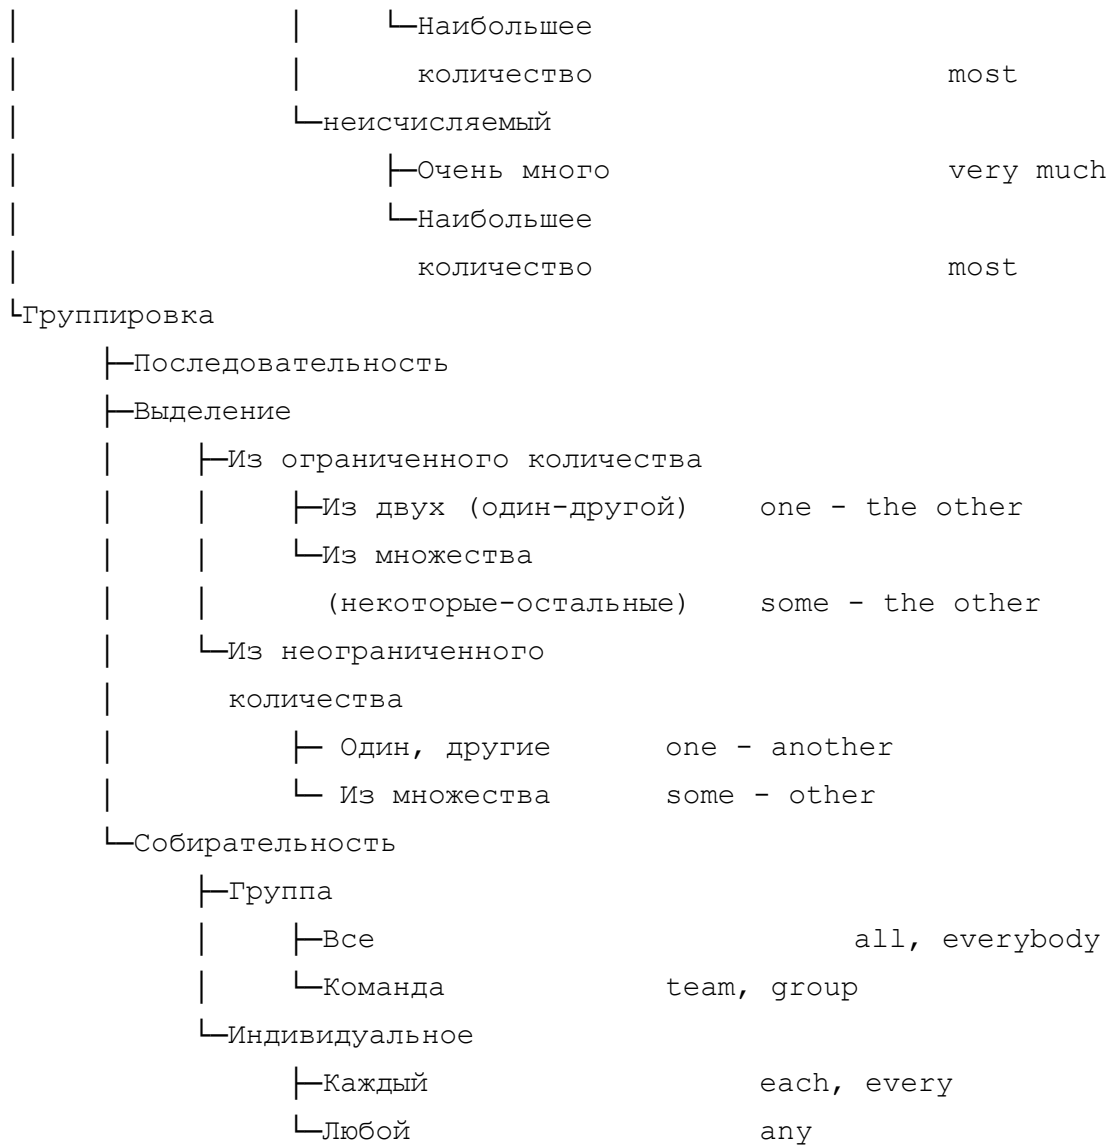 │ │ └─Наибольшее
│ │ количество most
│ └─неисчисляемый
│ ├─Очень много very much
│ └─Наибольшее
│ количество most
└Группировка
├─Последовательность
├─Выделение
│ ├─Из ограниченного количества
│ │ ├─Из двух (один-другой) one - the other
│ │ └─Из множества
│ │ (некоторые-остальные) some - the other
│ └─Из неограниченного
│ количества
│ ├─ Один, другие one - another
│ └─ Из множества some - other
└─Собирательность
├─Группа
│ ├─Все all, everybody
│ └─Команда team, group
└─Индивидуальное
├─Каждый each, every
└─Любой any